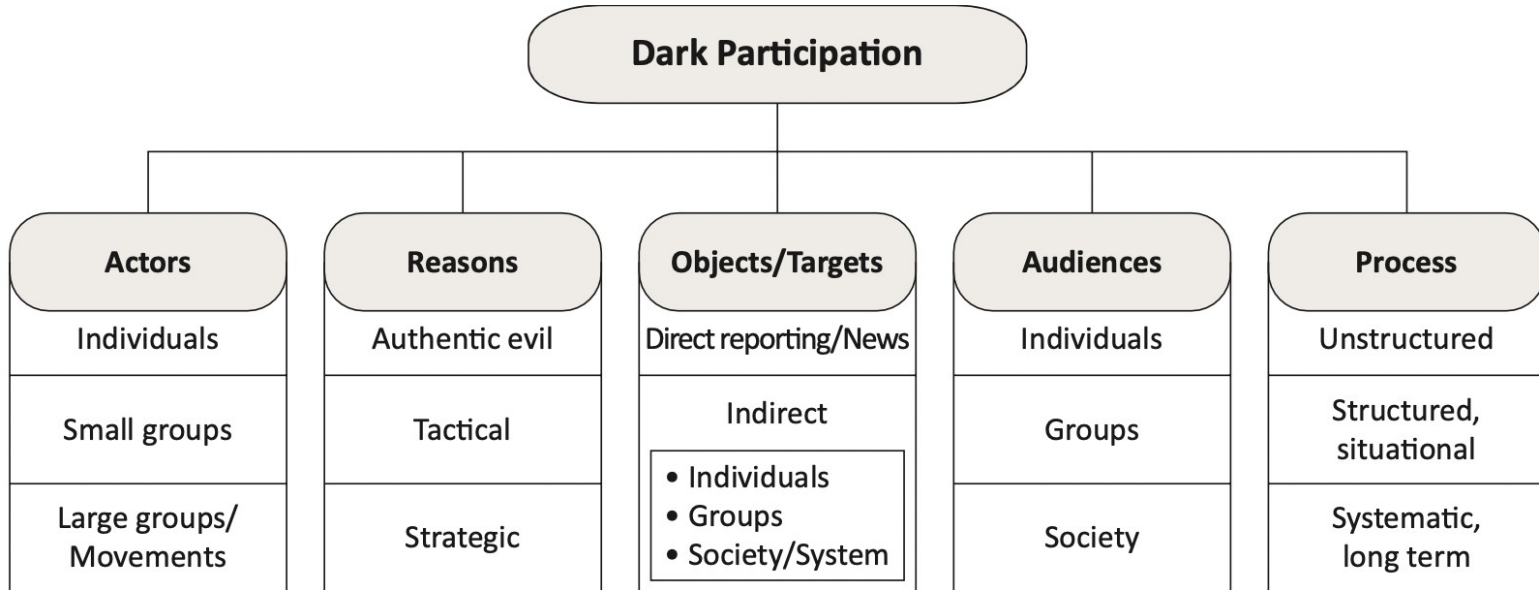 Dark Participation
Actors
Individuals
Small groups
Large groups/
Movements
Reasons
Authentic evil
Tactical
Strategic
Objects/Targets
Direct reporting/News
Indirect
• Individuals
• Groups
• Society/System
Audiences
Individuals
Groups
Society
Process
Unstructured
Structured,
situational
Systematic,
long term